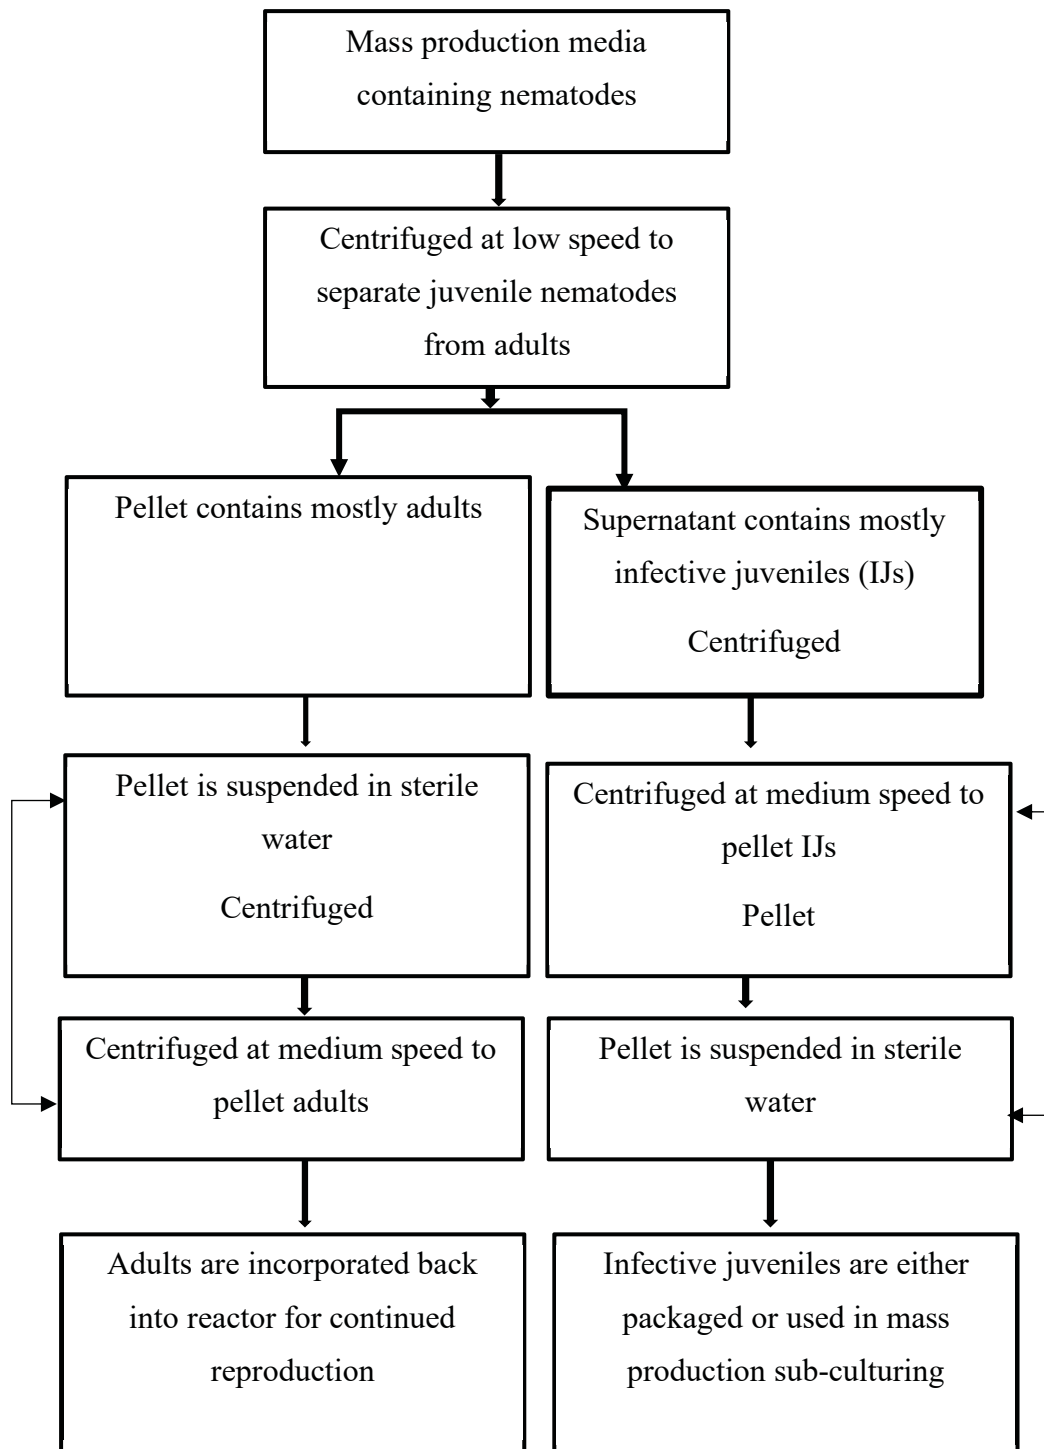 Mass production media
containing nematodes
Centrifuged at low speed to
separate juvenile nematodes
from adults
Pellet contains mostly adults
Supernatant contains mostly
infective juveniles (IJs)
Centrifuged
Pellet is suspended in sterile
water
Centrifuged
Centrifuged at medium speed to
pellet IJs
Pellet
Centrifuged at medium speed to
pellet adults
Pellet is suspended in sterile
water
Adults are incorporated back
into reactor for continued
reproduction
Infective juveniles are either
packaged or used in mass
production sub-culturing